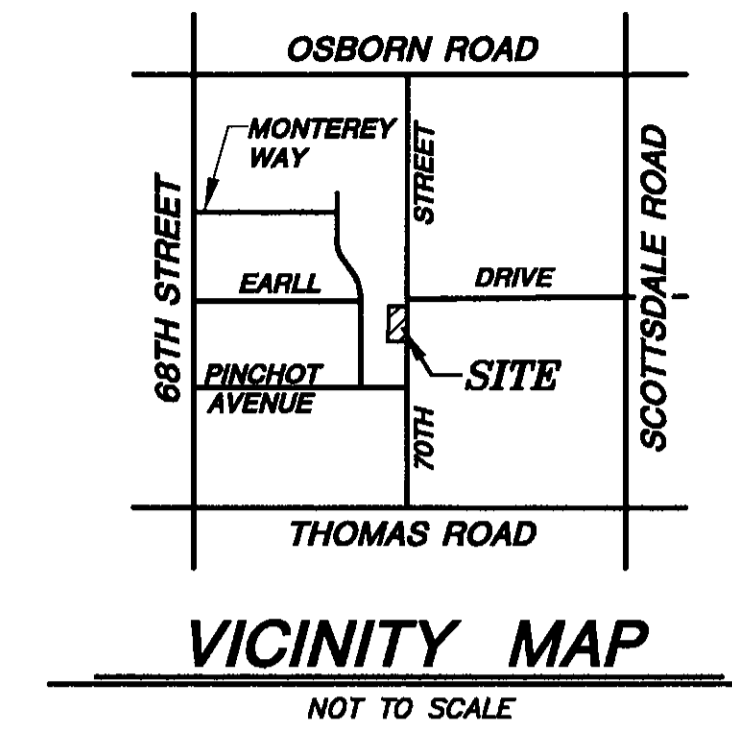 OSBORN ROAD
MONTEREY
WAY
STREET
68TH STREET
SCOTTSDALE ROAD
EARLL
DRIVE
SITE
PINCHOT
AVENUE
70TH
THOMAS ROAD
VICINITY MAP
NOT TO SCALE